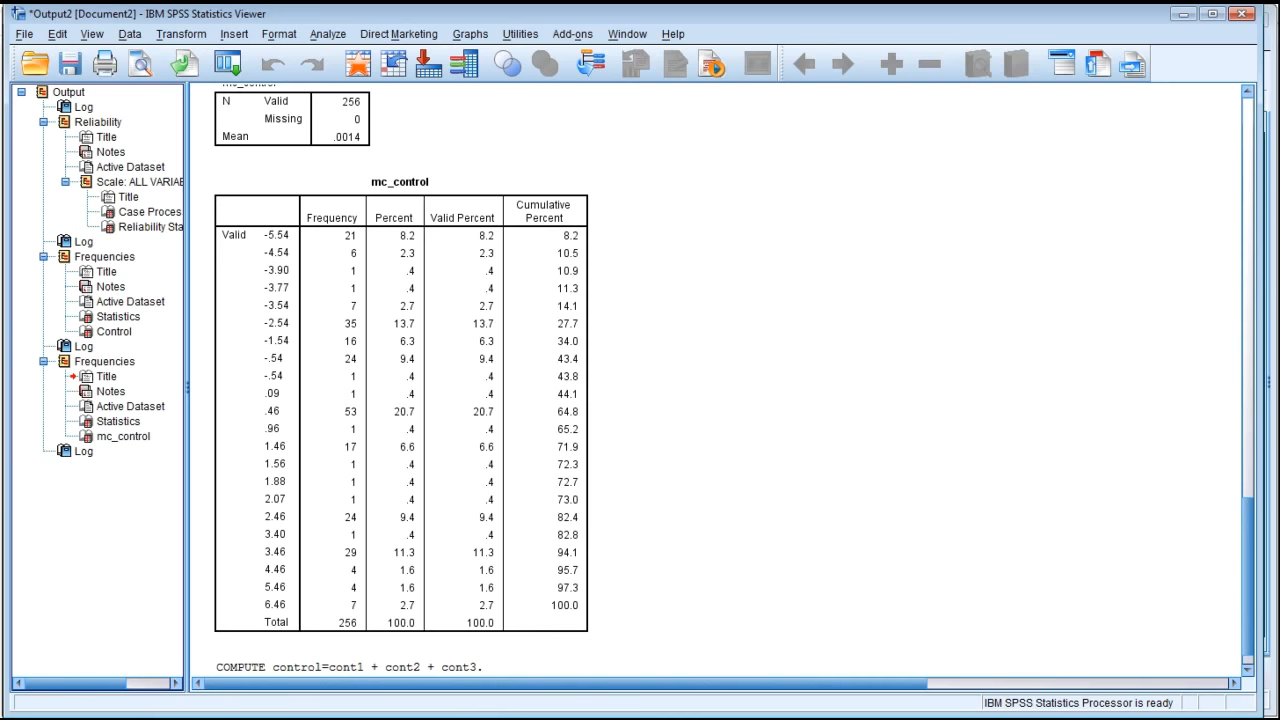 *Output2 [Document2] - IBM SPSS Statistics Viewer
File Edit View Data Transform Insert Format Analyze Direct Marketing Graphs Utilities Add-ons Window Help
Output
Log
Reliability
Title
Notes
Active Dataset
Scale: ALL VARIAB
Title
Case Proces
Reliability Sta
Log
Frequencies
Title
Notes
Active Dataset
Statistics
Control
Log
Frequencies
Title
Notes
Active Dataset
Statistics
mc_control
Log
mc_control
N Valid 256
Missing 0
Mean .0014
mc_control
Frequency Percent Valid Percent Cumulative Percent
Valid -5.54 21 8.2 8.2 8.2
-4.54 6 2.3 2.3 10.5
-3.90 1 .4 .4 10.9
-3.77 1 .4 .4 11.3
-3.54 7 2.7 2.7 14.1
-2.54 35 13.7 13.7 27.7
-1.54 16 6.3 6.3 34.0
-.54 24 9.4 9.4 43.4
-.54 1 .4 .4 43.8
.09 1 .4 .4 44.1
.46 53 20.7 20.7 64.8
.96 1 .4 .4 65.2
1.46 17 6.6 6.6 71.9
1.56 1 .4 .4 72.3
1.88 1 .4 .4 72.7
2.07 1 .4 .4 73.0
2.46 24 9.4 9.4 82.4
3.40 1 .4 .4 82.8
3.46 29 11.3 11.3 94.1
4.46 4 1.6 1.6 95.7
5.46 4 1.6 1.6 97.3
6.46 7 2.7 2.7 100.0
Total 256 100.0 100.0
COMPUTE control=cont1 + cont2 + cont3.
IBM SPSS Statistics Processor is ready